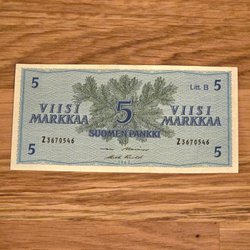 5 Litt. B 5
VIISI 5 VIISI
MARKKAA MARKKAA
SUOMEN PANKKI
Z3670546 Z3670546
5 5